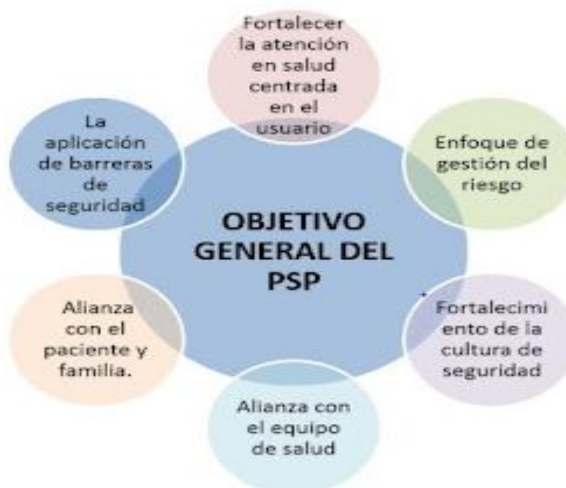 Fortalecer
la atención
en salud
centrada
en el
usuario
La
aplicación
de barreras
de
seguridad
Enfoque de
gestión del
riesgo
OBJETIVO
GENERAL DEL
PSP
Alianza
con el
paciente y
familia.
Fortalecimi
ento de la
cultura de
seguridad
Alianza con
el equipo
de salud